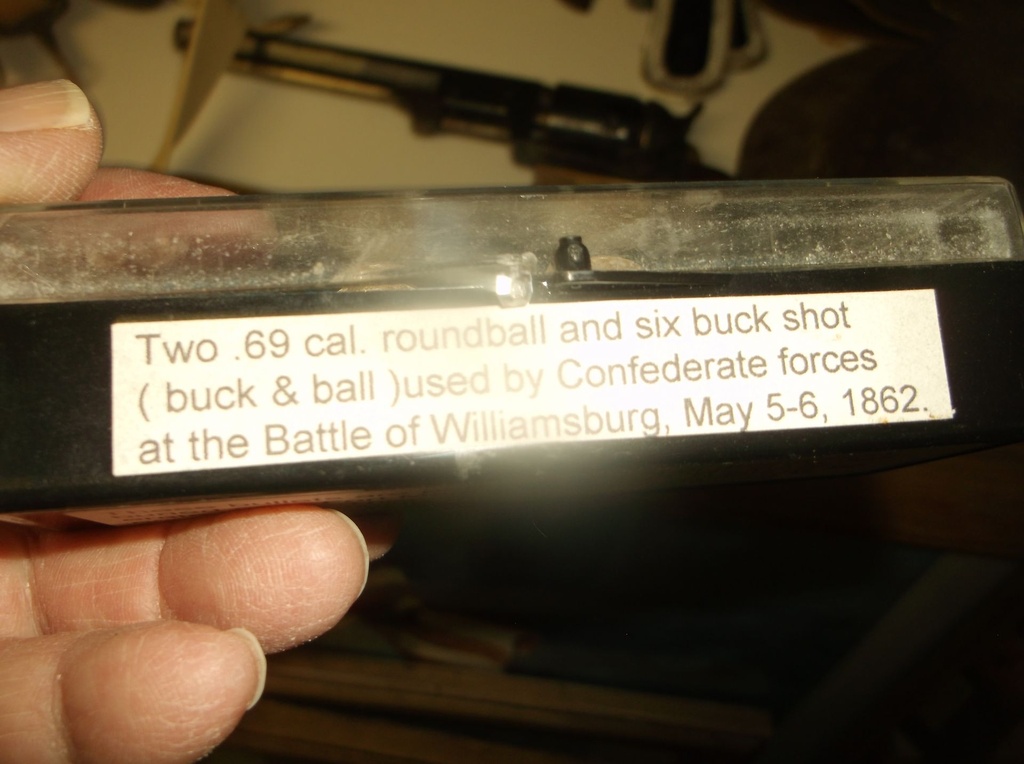 Two .69 cal. roundball and six buck shot
( buck & ball )used by Confederate forces
at the Battle of Williamsburg, May 5-6, 1862.